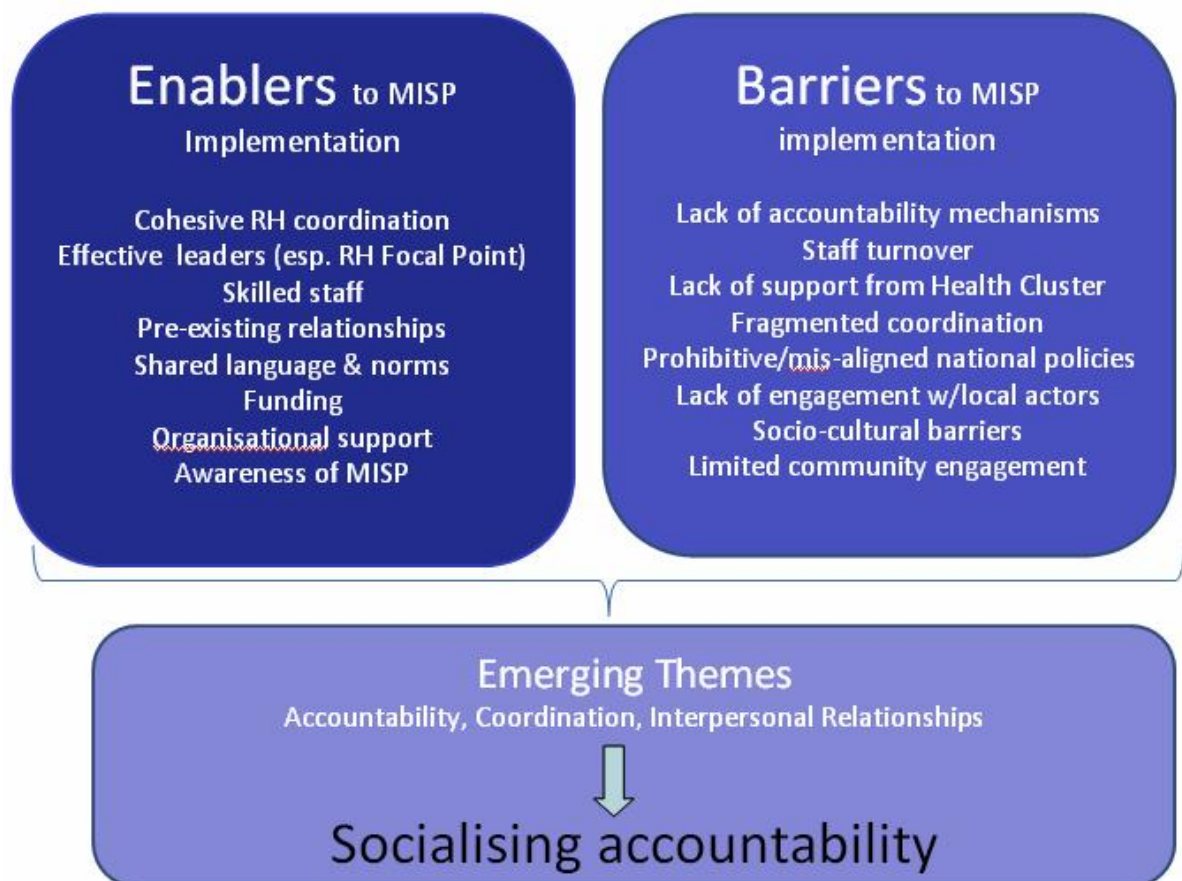 Enablers to MISP
Implementation
Cohesive RH coordination
Effective leaders (esp. RH Focal Point)
Skilled staff
Pre-existing relationships
Shared language & norms
Funding
Organisational support
Awareness of MISP
Barriers to MISP
implementation
Lack of accountability mechanisms
Staff turnover
Lack of support from Health Cluster
Fragmented coordination
Prohibitive/mis-aligned national policies
Lack of engagement w/local actors
Socio-cultural barriers
Limited community engagement
Emerging Themes
Accountability, Coordination, Interpersonal Relationships
Socialising accountability